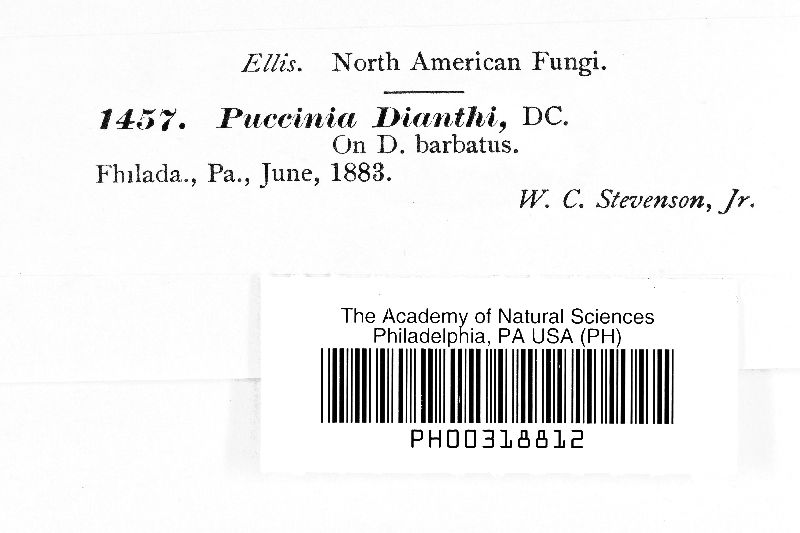 Ellis. North American Fungi.
1457. Puccinia Dianthi, DC.
On D. barbatus.
Philada., Pa., June, 1883.
W. C. Stevenson, Jr.
The Academy of Natural Sciences
Philadelphia, PA USA (PH)
PH00318812